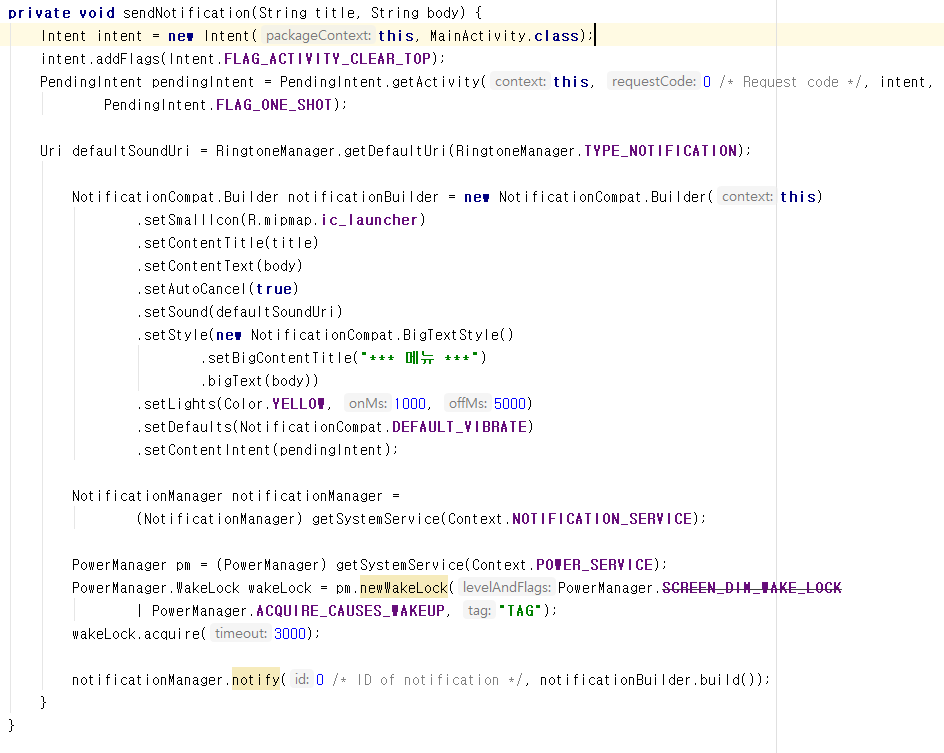 private void sendNotification(String title, String body) {
Intent intent = new Intent( packageContext: this, MainActivity.class);
intent.addFlags(Intent.FLAG_ACTIVITY_CLEAR_TOP);
PendingIntent pendingIntent = PendingIntent.getActivity( context: this, requestCode: 0 /* Request code */, intent,
PendingIntent.FLAG_ONE_SHOT);
Uri defaultSoundUri = RingtoneManager.getDefaultUri(RingtoneManager.TYPE_NOTIFICATION);
NotificationCompat.Builder notificationBuilder = new NotificationCompat.Builder( context: this)
.setSmallIcon(R.mipmap.ic_launcher)
.setContentTitle(title)
.setContentText(body)
.setAutoCancel(true)
.setSound(defaultSoundUri)
.setStyle(new NotificationCompat.BigTextStyle()
.setBigContentTitle("*** 메뉴 ***")
.bigText(body))
.setLights(Color.YELLOW, onMs: 1000, offMs: 5000)
.setDefaults(NotificationCompat.DEFAULT_VIBRATE)
.setContentIntent(pendingIntent);
NotificationManager notificationManager =
(NotificationManager) getSystemService(Context.NOTIFICATION_SERVICE);
PowerManager pm = (PowerManager) getSystemService(Context.POWER_SERVICE);
PowerManager.WakeLock wakeLock = pm.newWakeLock( levelAndFlags: PowerManager.SCREEN_DIM_WAKE_LOCK
| PowerManager.ACQUIRE_CAUSES_WAKEUP, tag: "TAG");
wakeLock.acquire( timeout: 3000);
notificationManager.notify( id: 0 /* ID of notification */, notificationBuilder.build());
}
}